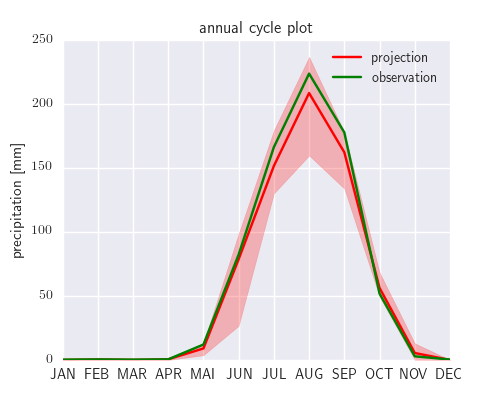 annual cycle plot
250
200
150
100
50
0
precipitation [mm]
projection
observation
JAN FEB MAR APR MAI JUN JUL AUG SEP OCT NOV DEC